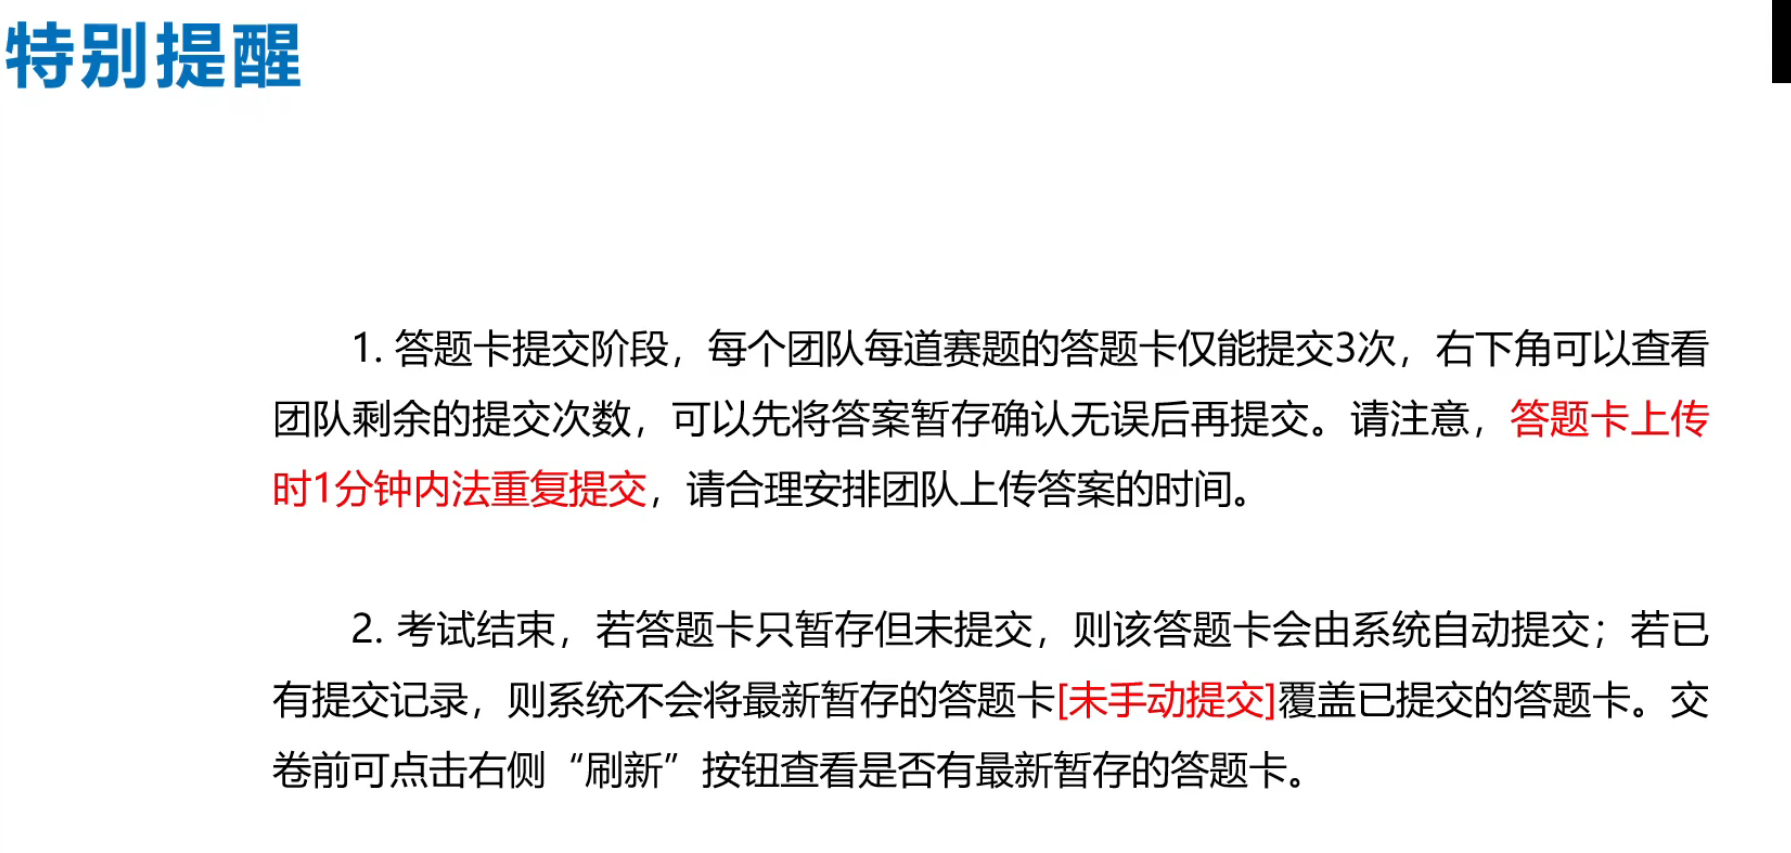 特别提醒
1. 答题卡提交阶段，每个团队每道赛题的答题卡仅能提交3次，右下角可以查看
团队剩余的提交次数，可以先将答案暂存确认无误后再提交。请注意，答题卡上传
时1分钟内法重复提交，请合理安排团队上传答案的时间。
2. 考试结束，若答题卡只暂存但未提交，则该答题卡会由系统自动提交；若已
有提交记录，则系统不会将最新暂存的答题卡[未手动提交]覆盖已提交的答题卡。交
卷前可点击右侧“刷新”按钮查看是否有最新暂存的答题卡。